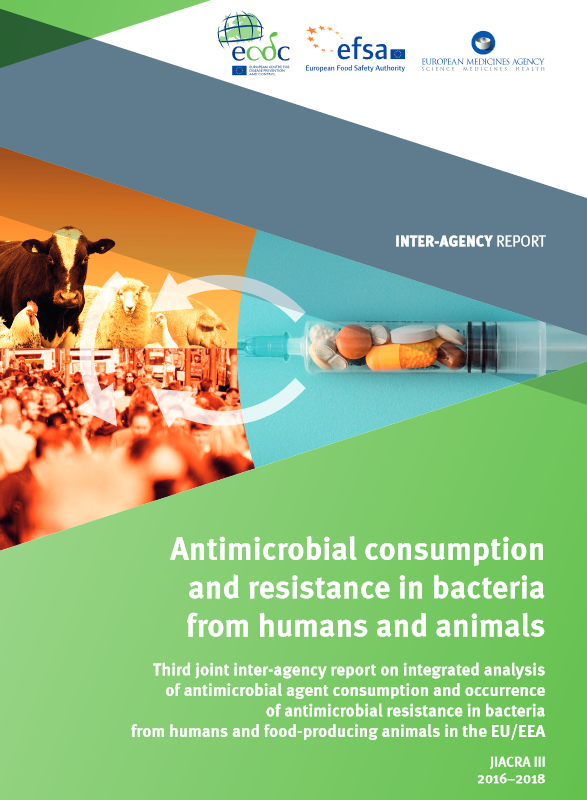 ecdc
EUROPEAN CENTRE FOR
DISEASE PREVENTION
AND CONTROL
efsa
European Food Safety Authority
EUROPEAN MEDICINES AGENCY
SCIENCE MEDICINES HEALTH
INTER-AGENCY REPORT
Antimicrobial consumption
and resistance in bacteria
from humans and animals
Third joint inter-agency report on integrated analysis
of antimicrobial agent consumption and occurrence
of antimicrobial resistance in bacteria
from humans and food-producing animals in the EU/EEA
JIACRA III
2016–2018